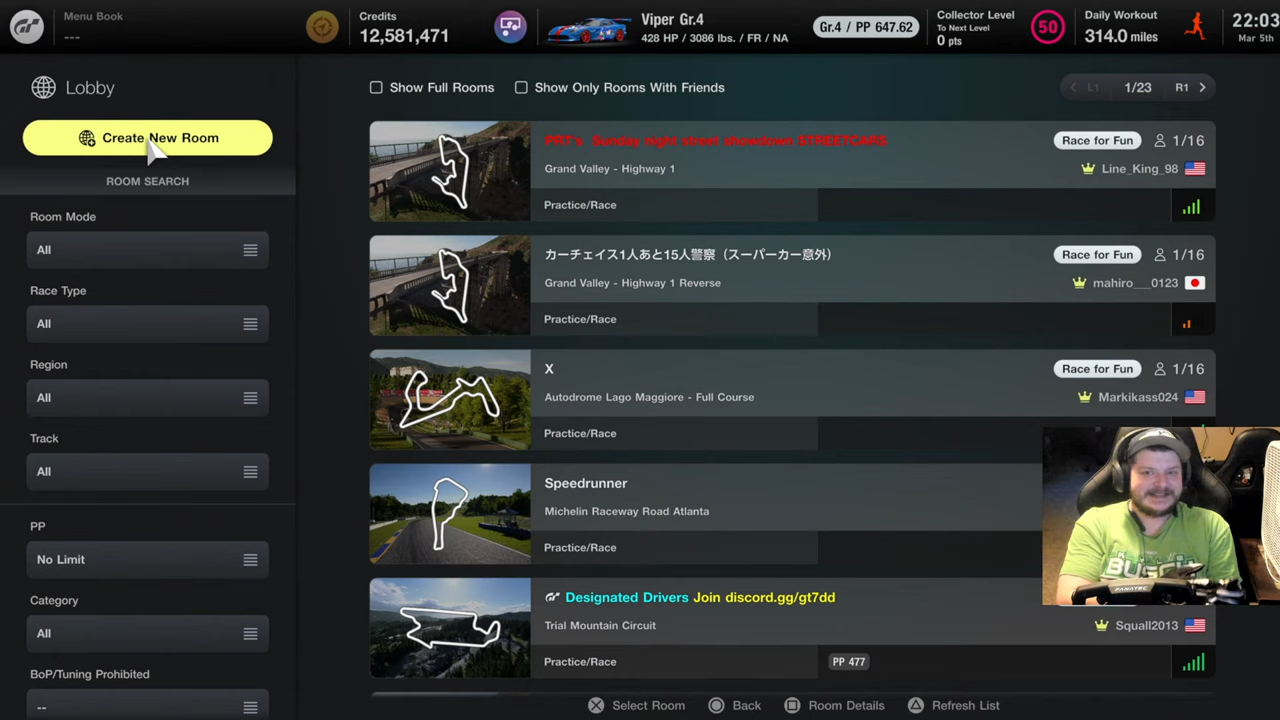 Menu Book
---
Credits
12,581,471
Viper Gr.4
428 HP / 3086 lbs. / FR / NA
Gr.4 / PP 647.62
Collector Level
To Next Level
0 pts
50
Daily Workout
314.0 miles
22:03
Mar 5th
Lobby
Create New Room
ROOM SEARCH
Room Mode
All
Race Type
All
Region
All
Track
All
PP
No Limit
Category
All
BoP/Tuning Prohibited
--
Show Full Rooms
Show Only Rooms With Friends
L1
1/23
R1
PRT's Sunday night street showdown STREETCARS
Race for Fun
1/16
Grand Valley - Highway 1
Line_King_98
Practice/Race
カーチェイス1人あと15人警察（スーパーカー意外）
Race for Fun
1/16
Grand Valley - Highway 1 Reverse
mahiro___0123
Practice/Race
X
Race for Fun
1/16
Autodrome Lago Maggiore - Full Course
Markikass024
Practice/Race
Speedrunner
Michelin Raceway Road Atlanta
Practice/Race
Designated Drivers Join discord.gg/gt7dd
Trial Mountain Circuit
Squall2013
Practice/Race
PP 477
FANATEC
Select Room
Back
Room Details
Refresh List